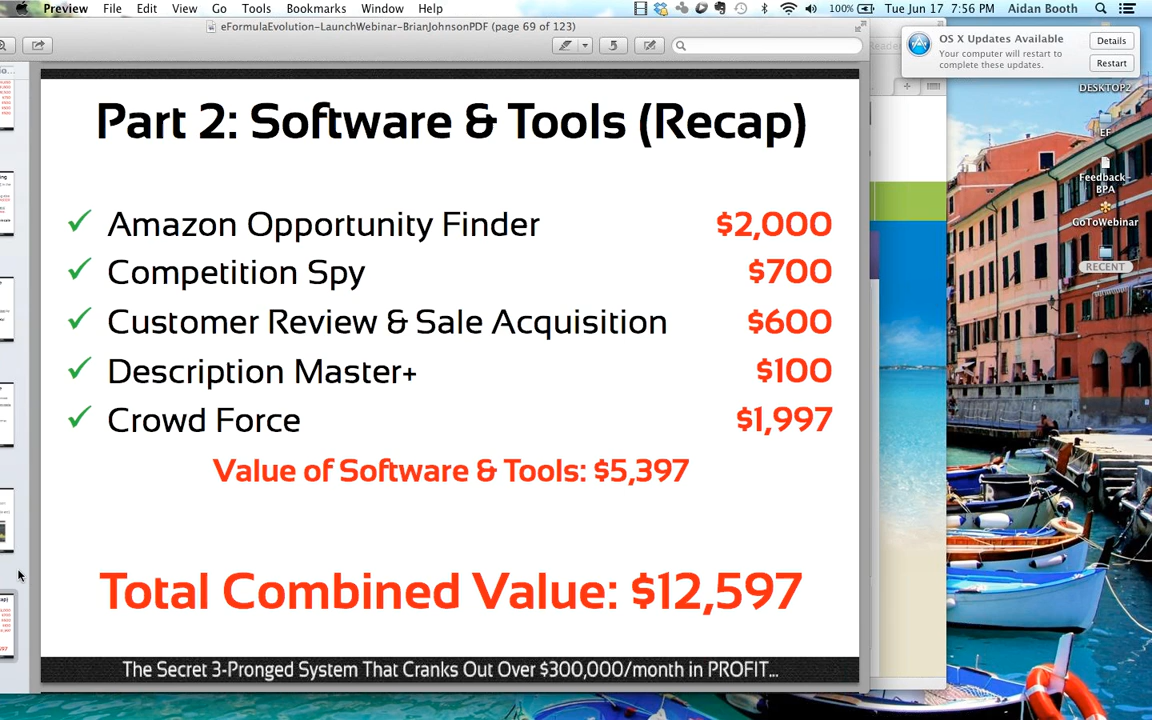 Preview File Edit View Go Tools Bookmarks Window Help 100% Tue Jun 17 7:56 PM Aidan Booth
eFormulaEvolution-LaunchWebinar-BrianJohnsonPDF (page 69 of 123)
OS X Updates Available
Your computer will restart to
complete these updates.
Details
Restart
DESKTOP2
EF
Feedback-
BPA
GoToWebinar
RECENT
Part 2: Software & Tools (Recap)
✓ Amazon Opportunity Finder $2,000
✓ Competition Spy $700
✓ Customer Review & Sale Acquisition $600
✓ Description Master+ $100
✓ Crowd Force $1,997
Value of Software & Tools: $5,397
Total Combined Value: $12,597
The Secret 3-Pronged System That Cranks Out Over $300,000/month in PROFIT...